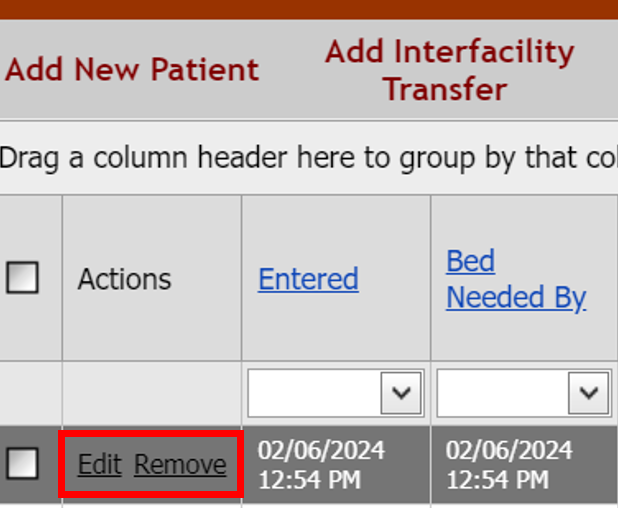 Add New Patient
Add Interfacility
Transfer
Drag a column header here to group by that col
Actions
Entered
Bed
Needed By
Edit Remove
02/06/2024
12:54 PM
02/06/2024
12:54 PM